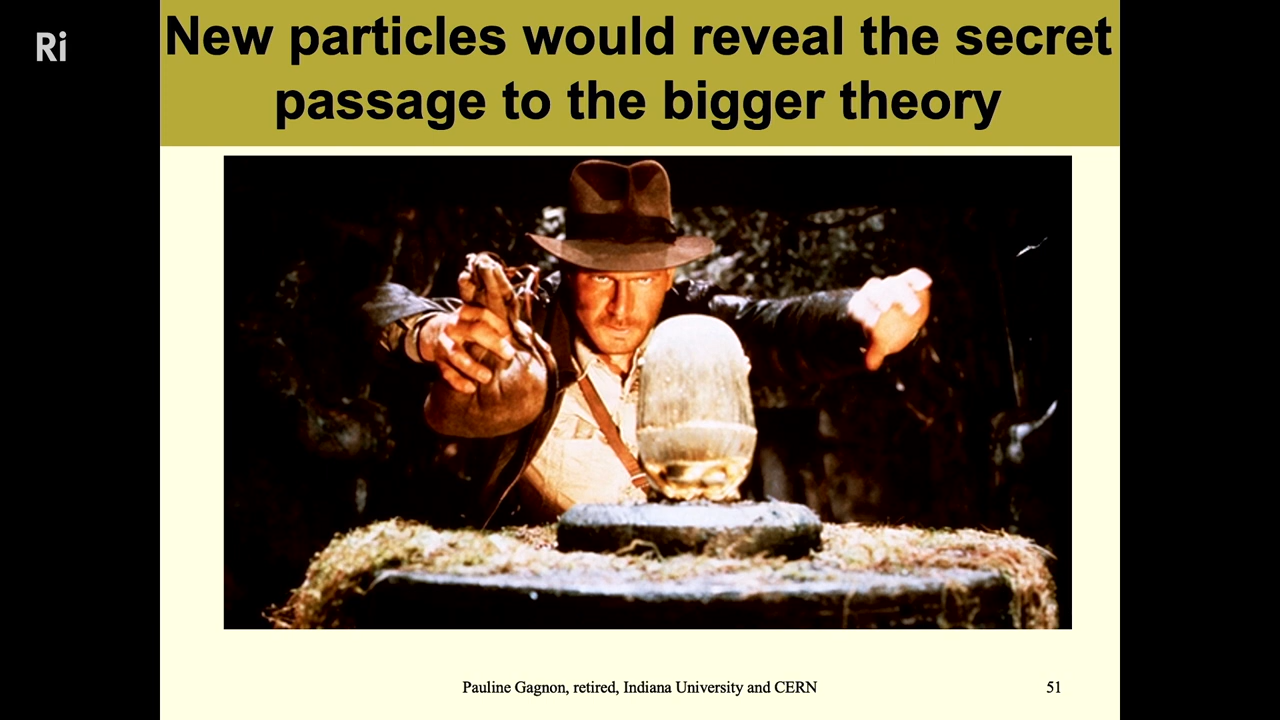 Ri
New particles would reveal the secret
passage to the bigger theory
Pauline Gagnon, retired, Indiana University and CERN
51